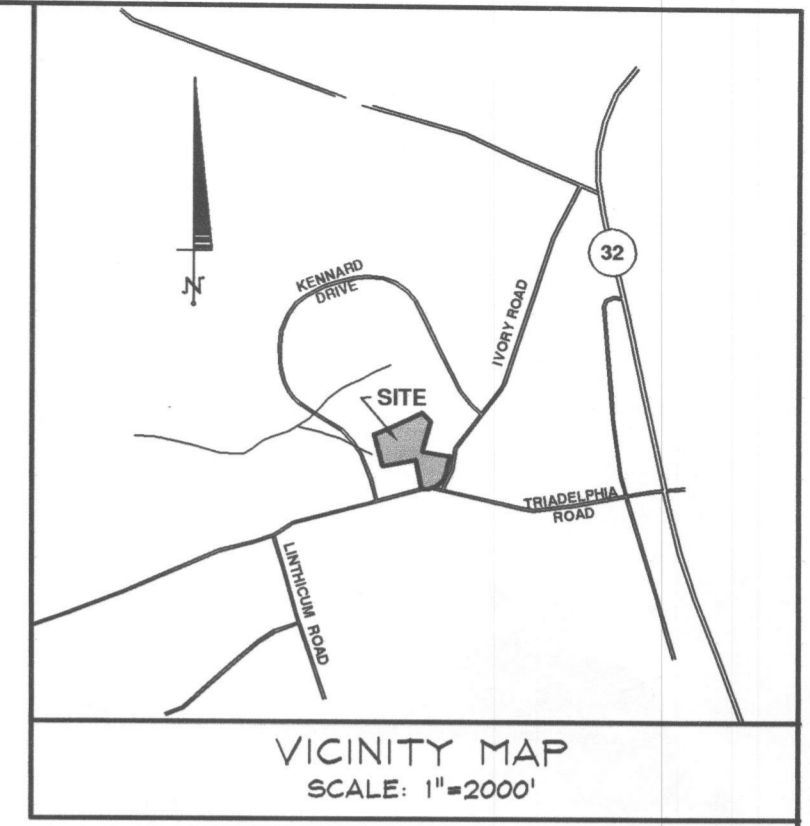 32
KENNARD
DRIVE
IVORY ROAD
N
SITE
TRIADELPHIA
ROAD
LINTHICUM ROAD
VICINITY MAP
SCALE: 1"=2000'